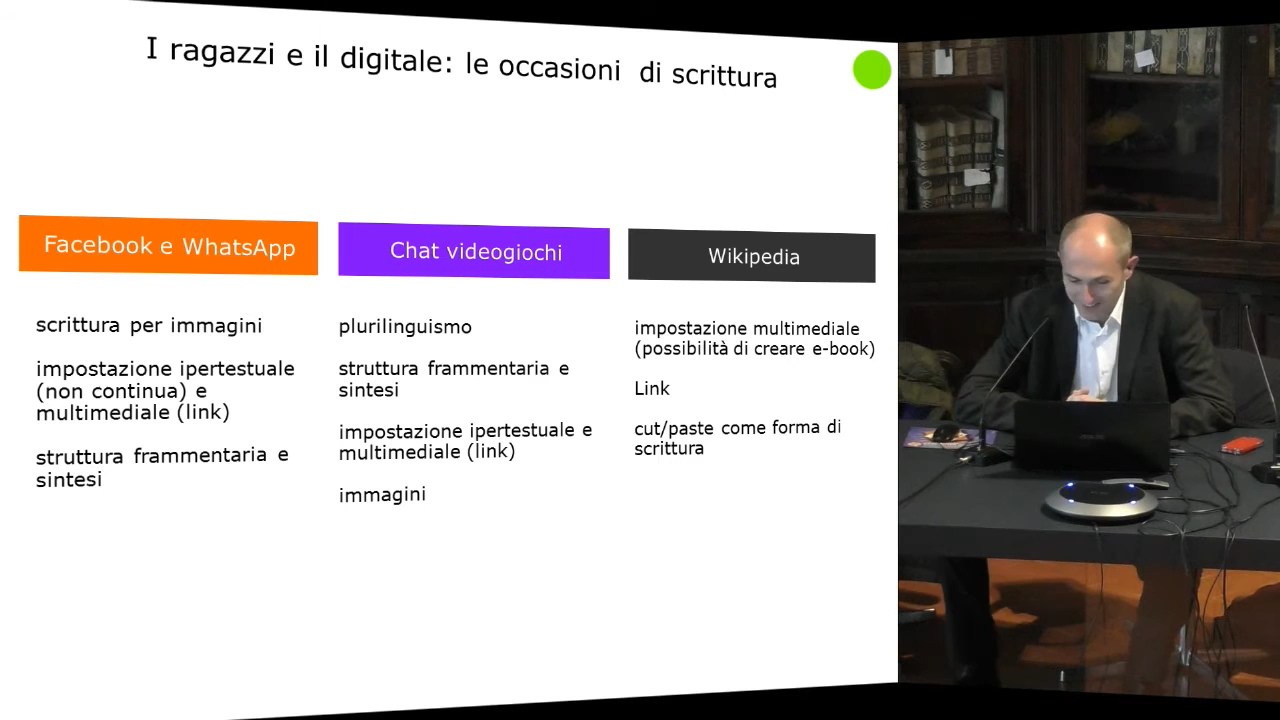 I ragazzi e il digitale: le occasioni di scrittura
Facebook e WhatsApp
scrittura per immagini
impostazione ipertestuale
(non continua) e
multimediale (link)
struttura frammentaria e
sintesi
Chat videogiochi
plurilinguismo
struttura frammentaria e
sintesi
impostazione ipertestuale e
multimediale (link)
immagini
Wikipedia
impostazione multimediale
(possibilità di creare e-book)
Link
cut/paste come forma di
scrittura